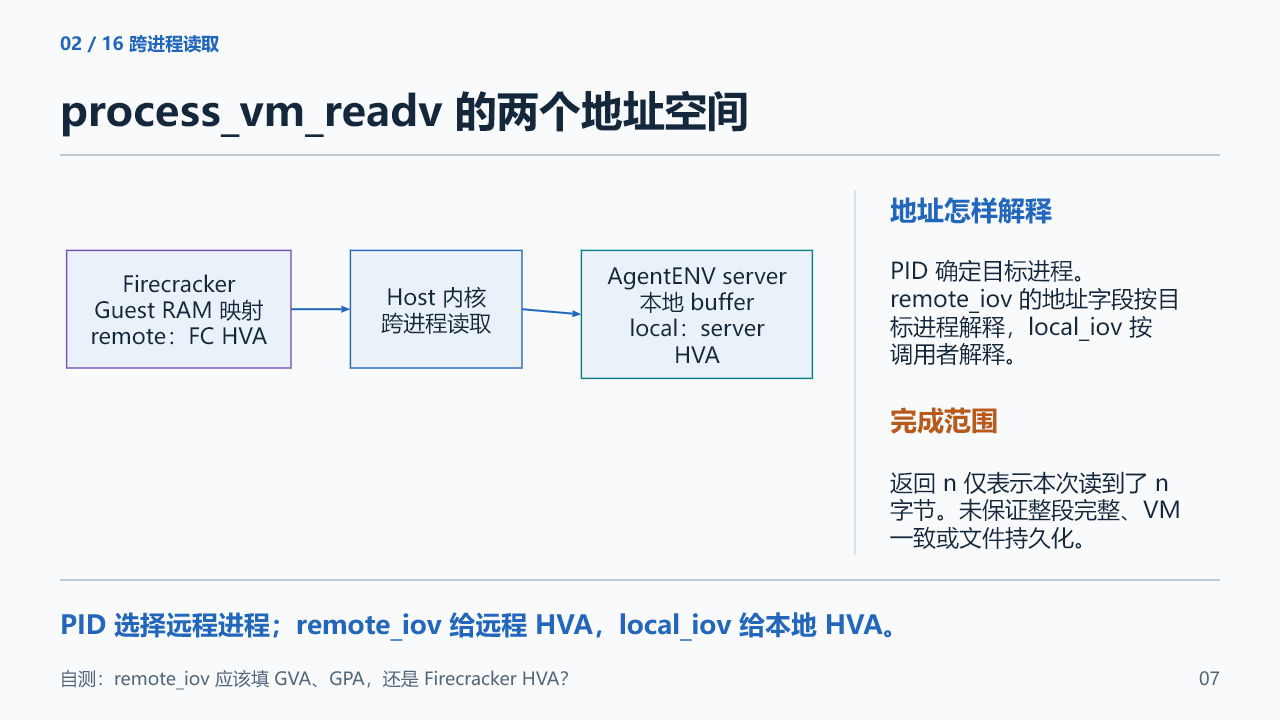 02 / 16 跨进程读取
process_vm_readv 的两个地址空间
Firecracker
Guest RAM 映射
remote：FC HVA
Host 内核
跨进程读取
AgentENV server
本地 buffer
local：server
HVA
地址怎样解释
PID 确定目标进程。
remote_iov 的地址字段按目
标进程解释，local_iov 按
调用者解释。
完成范围
返回 n 仅表示本次读到了 n
字节。未保证整段完整、VM
一致或文件持久化。
PID 选择远程进程；remote_iov 给远程 HVA，local_iov 给本地 HVA。
自测：remote_iov 应该填 GVA、GPA，还是 Firecracker HVA？
07